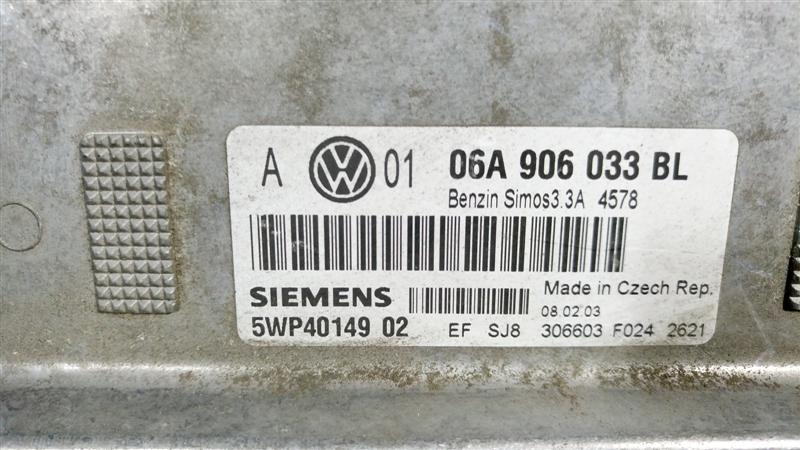 A VW 01 06A 906 033 BL
Benzin Simos3.3A 4578
SIEMENS Made in Czech Rep.
08.02.03
5WP40149 02 EF SJ8 306603 F024 2621